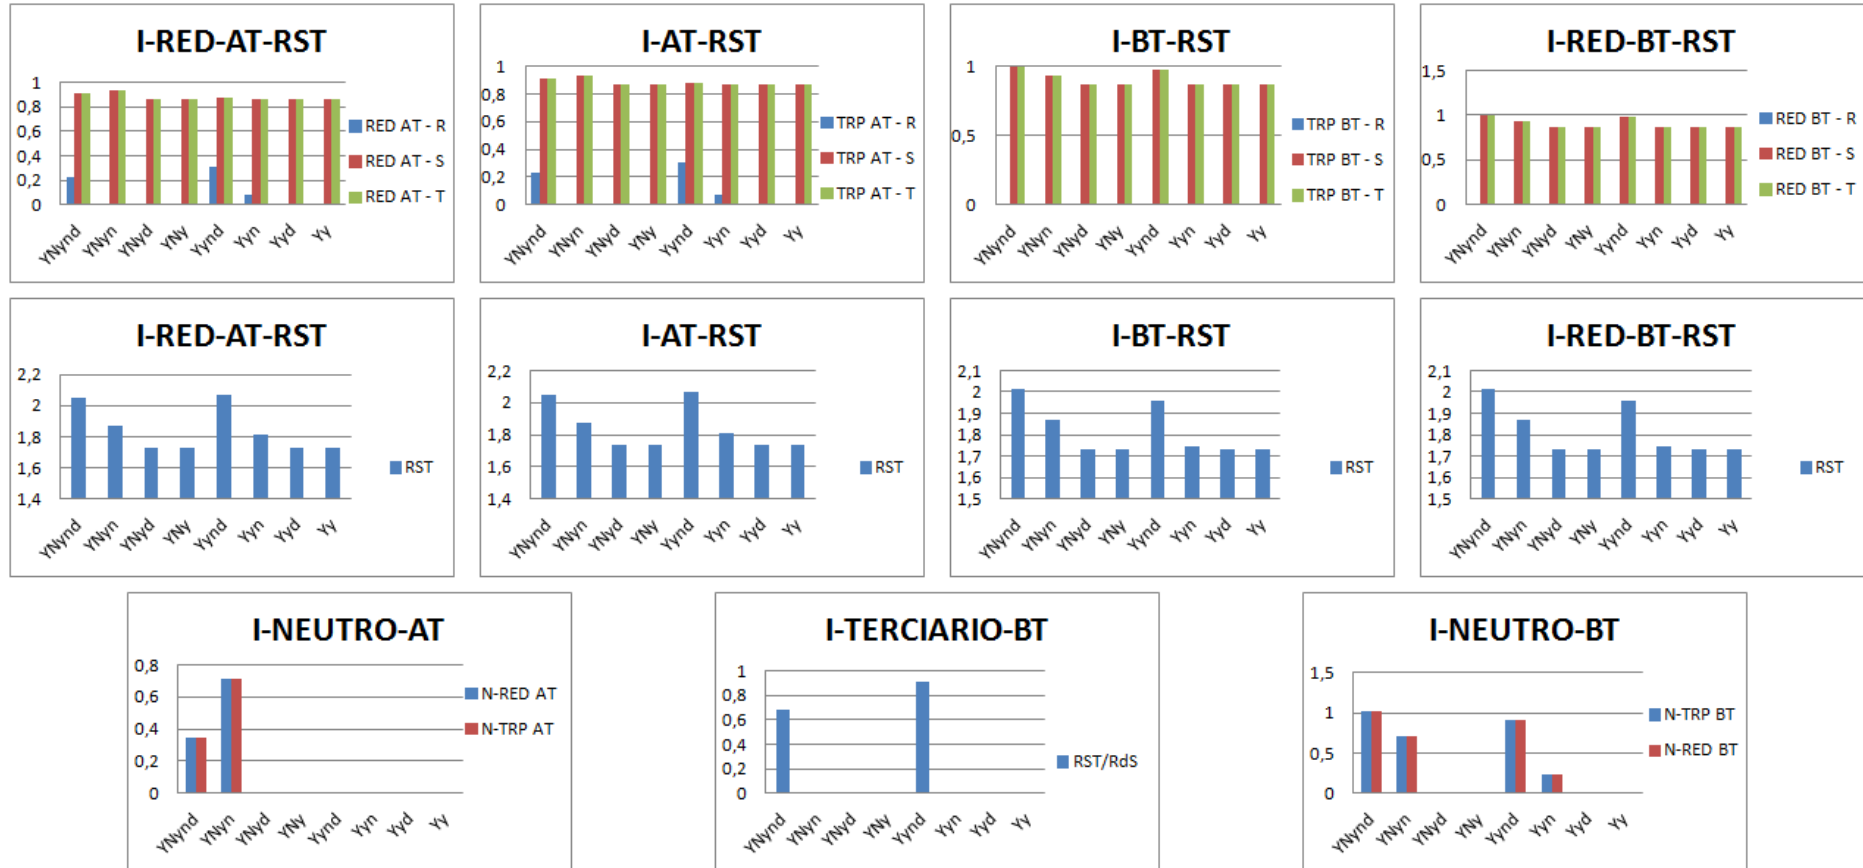 I-RED-AT-RST
1
0,8
0,6
0,4
0,2
0
RED AT - R
RED AT - S
RED AT - T
YNynd
YNyn
YNyd
YNy
Yynd
Yyn
Yyd
Yy
I-AT-RST
1
0,8
0,6
0,4
0,2
0
TRP AT - R
TRP AT - S
TRP AT - T
YNynd
YNyn
YNyd
YNy
Yynd
Yyn
Yyd
Yy
I-BT-RST
1
0,5
0
TRP BT - R
TRP BT - S
TRP BT - T
YNynd
YNyn
YNyd
YNy
Yynd
Yyn
Yyd
Yy
I-RED-BT-RST
1,5
1
0,5
0
RED BT - R
RED BT - S
RED BT - T
YNynd
YNyn
YNyd
YNy
Yynd
Yyn
Yyd
Yy
I-RED-AT-RST
2,2
2
1,8
1,6
1,4
RST
YNynd
YNyn
YNyd
YNy
Yynd
Yyn
Yyd
Yy
I-AT-RST
2,2
2
1,8
1,6
1,4
RST
YNynd
YNyn
YNyd
YNy
Yynd
Yyn
Yyd
Yy
I-BT-RST
2,1
2
1,9
1,8
1,7
1,6
1,5
RST
YNynd
YNyn
YNyd
YNy
Yynd
Yyn
Yyd
Yy
I-RED-BT-RST
2,1
2
1,9
1,8
1,7
1,6
1,5
RST
YNynd
YNyn
YNyd
YNy
Yynd
Yyn
Yyd
Yy
I-NEUTRO-AT
0,8
0,6
0,4
0,2
0
N-RED AT
N-TRP AT
YNynd
YNyn
YNyd
YNy
Yynd
Yyn
Yyd
Yy
I-TERCIARIO-BT
1
0,8
0,6
0,4
0,2
0
RST/RdS
YNynd
YNyn
YNyd
YNy
Yynd
Yyn
Yyd
Yy
I-NEUTRO-BT
1,5
1
0,5
0
N-TRP BT
N-RED BT
YNynd
YNyn
YNyd
YNy
Yynd
Yyn
Yyd
Yy